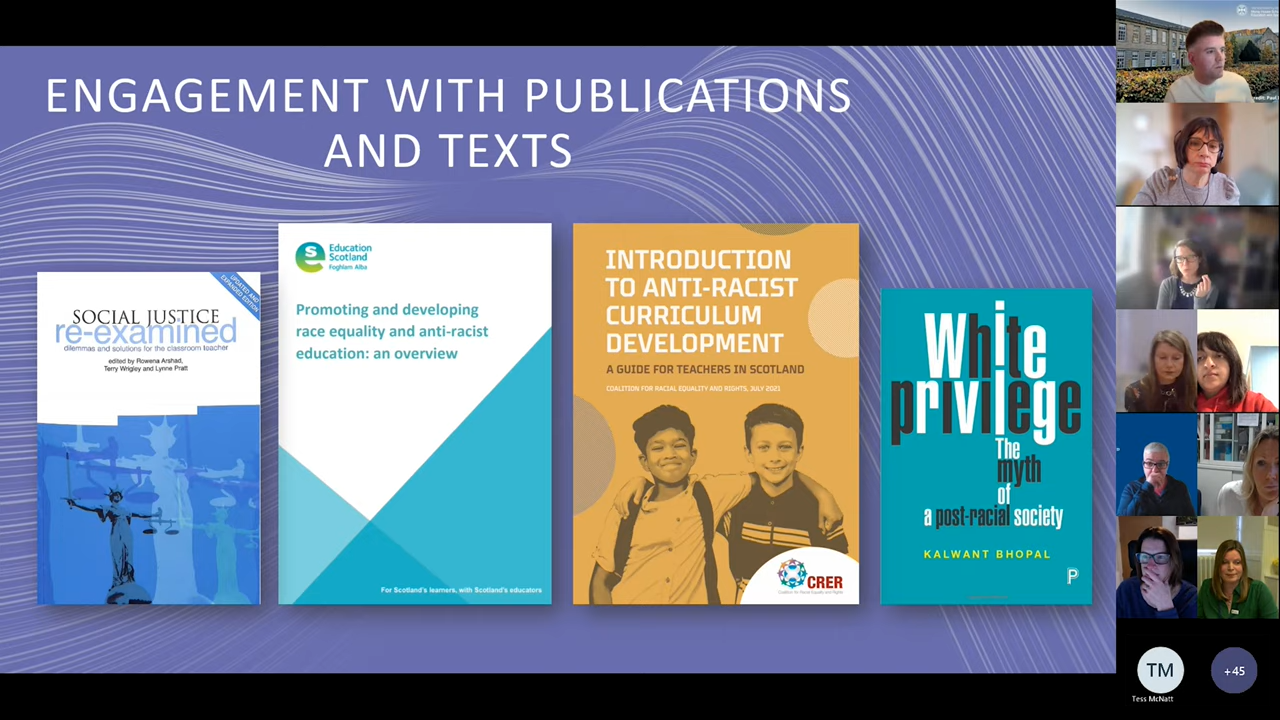 ENGAGEMENT WITH PUBLICATIONS
AND TEXTS
UPDATED AND
EXPANDED EDITION
SOCIAL JUSTICE
re-examined
dilemmas and solutions for the classroom teacher
edited by Rowena Arshad,
Terry Wrigley and Lynne Pratt
Education
Scotland
Foghlam Alba
Promoting and developing
race equality and anti-racist
education: an overview
For Scotland's learners, with Scotland's educators
INTRODUCTION
TO ANTI-RACIST
CURRICULUM
DEVELOPMENT
A GUIDE FOR TEACHERS IN SCOTLAND
COALITION FOR RACIAL EQUALITY AND RIGHTS, JULY 2021
CRER
Coalition for Racial Equality and Rights
White
privilege
The
myth
of
a post-racial society
KALWANT BHOPAL
P
TM
Tess McNatt
+45